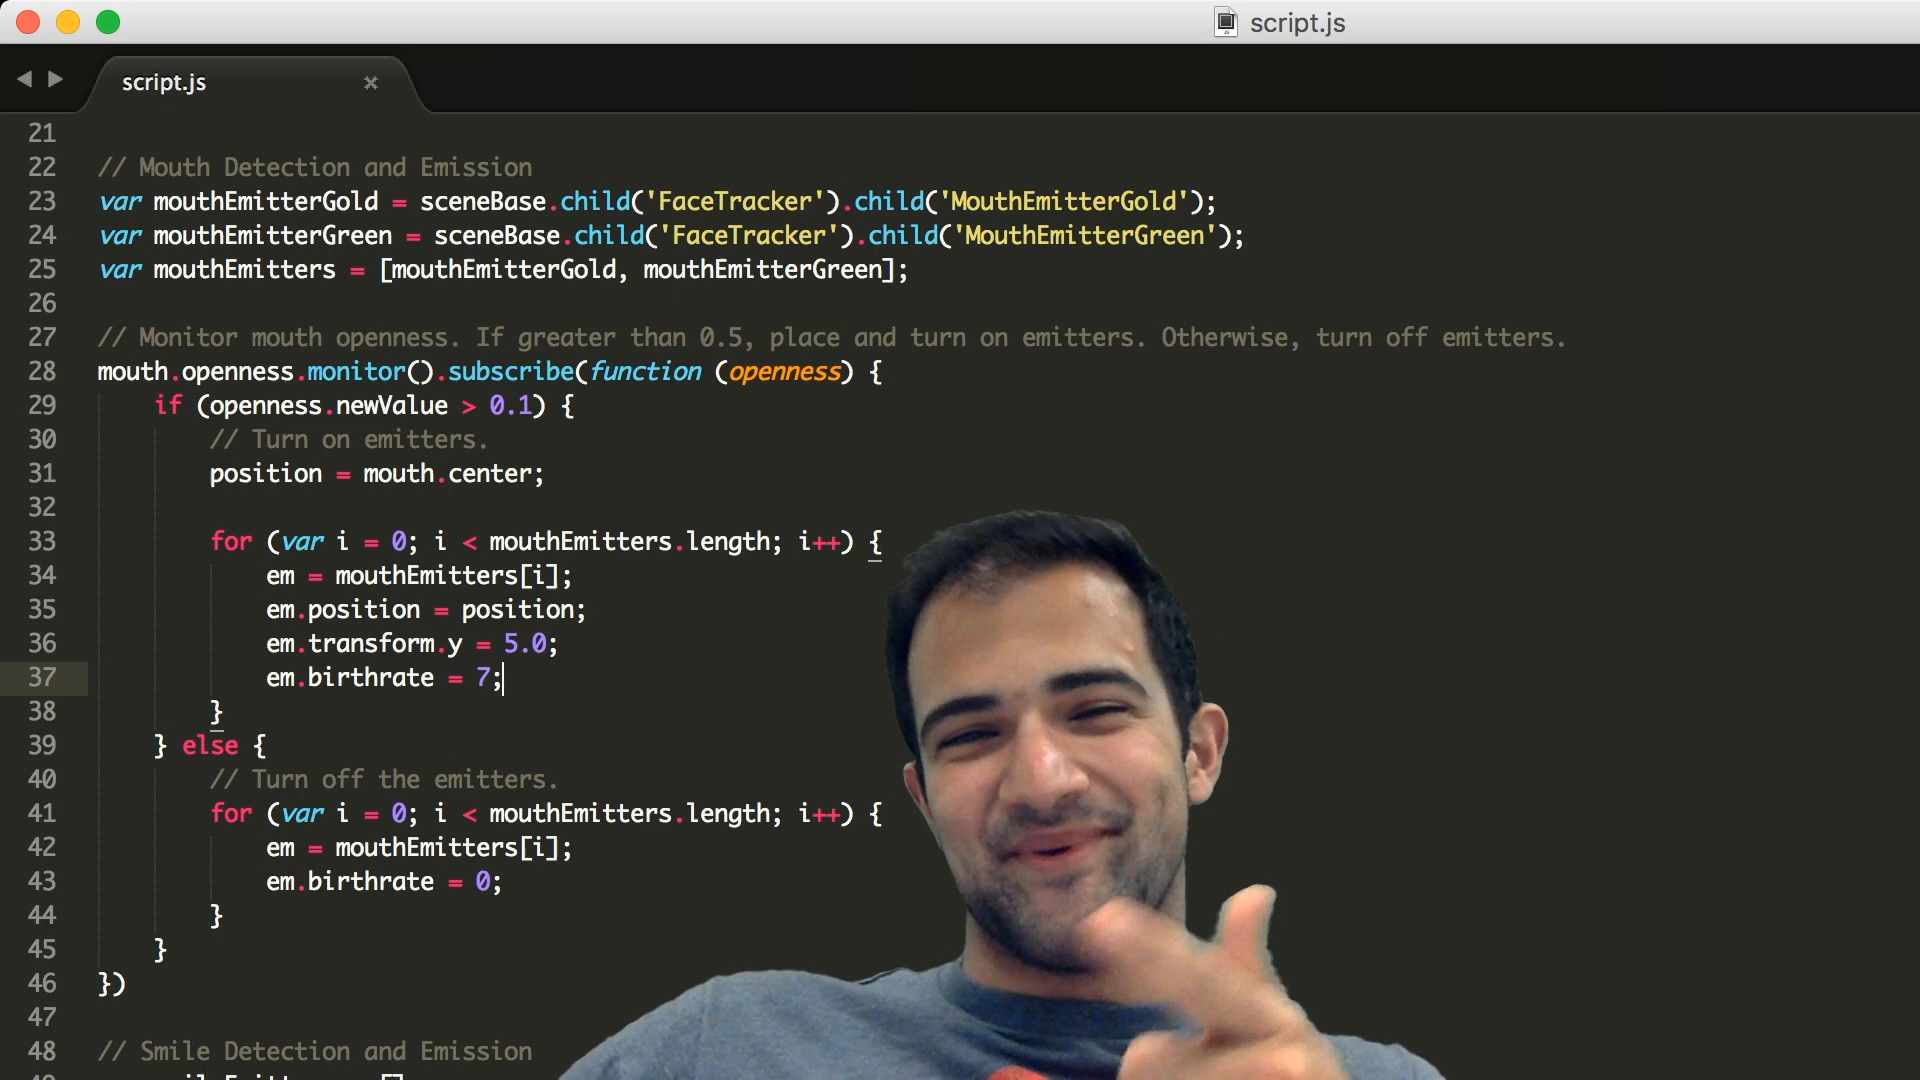 script.js
script.js
21
22 // Mouth Detection and Emission
23 var mouthEmitterGold = sceneBase.child('FaceTracker').child('MouthEmitterGold');
24 var mouthEmitterGreen = sceneBase.child('FaceTracker').child('MouthEmitterGreen');
25 var mouthEmitters = [mouthEmitterGold, mouthEmitterGreen];
26
27 // Monitor mouth openness. If greater than 0.5, place and turn on emitters. Otherwise, turn off emitters.
28 mouth.openness.monitor().subscribe(function (openness) {
29 if (openness.newValue > 0.1) {
30 // Turn on emitters.
31 position = mouth.center;
32
33 for (var i = 0; i < mouthEmitters.length; i++) {
34 em = mouthEmitters[i];
35 em.position = position;
36 em.transform.y = 5.0;
37 em.birthrate = 7;
38 }
39 } else {
40 // Turn off the emitters.
41 for (var i = 0; i < mouthEmitters.length; i++) {
42 em = mouthEmitters[i];
43 em.birthrate = 0;
44 }
45 }
46 })
47
48 // Smile Detection and Emission